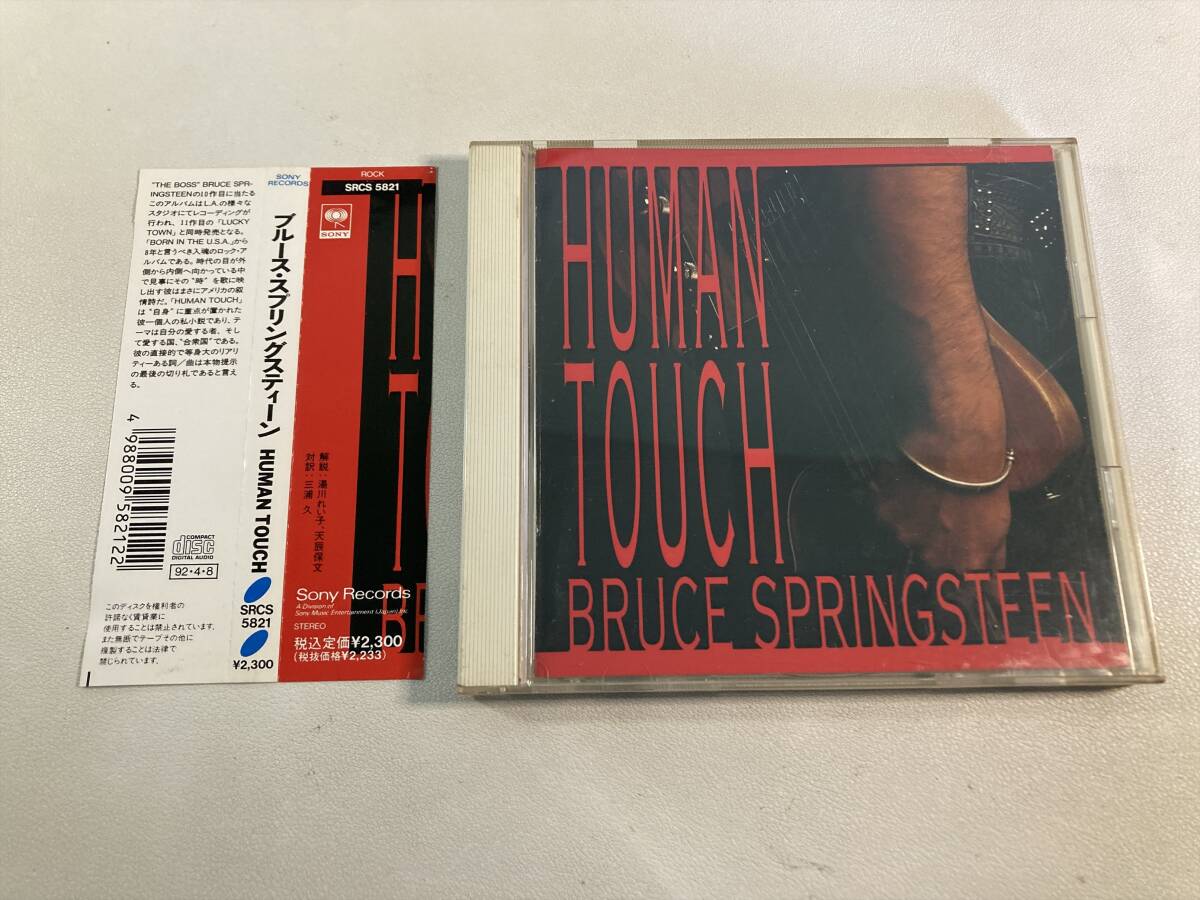 "THE BOSS" BRUCE SPR-
INGSTEENの10作目に当たる
このアルバムはL.A.の様々な
スタジオにてレコーディングが
行われ、11作目の「LUCKY
TOWN」と同時発売となる。
「BORN IN THE U.S.A.」から
8年と言うべき入魂のロック・ア
ルバムである。時代の目が外
側から内側へ向かっている中
で見事にその"時"を歌に映
し出す彼はまさにアメリカの叙
情詩だ。「HUMAN TOUCH」
は"自身"に重点が置かれた
彼一個人の私小説であり、テ
ーマは自分の愛する者、そし
て愛する国、"合衆国"である。
彼の直接的で等身大のリアリ
ティーある詞/曲は本物提示
の最後の切り札であると言え
る。
4 988009 582122
COMPACT
disc
DIGITAL AUDIO
92・4・8
このディスクを権利者の
許諾なく賃貸業に
使用することは禁止されています。
また無断でテープその他に
複製することは法律で
禁じられています。
SONY
RECORDS
ブルース・スプリングスティーン HUMAN TOUCH
SRCS
5821
¥2,300
ROCK
SRCS 5821
SONY
H
T
BR
解説:湯川れい子、天辰保文
対訳:三浦 久
Sony Records
A Division of
Sony Music Entertainment (Japan) Inc.
STEREO
税込定価¥2,300
(税抜価格¥2,233)
HUMAN
TOUCH
BRUCE SPRINGSTEEN